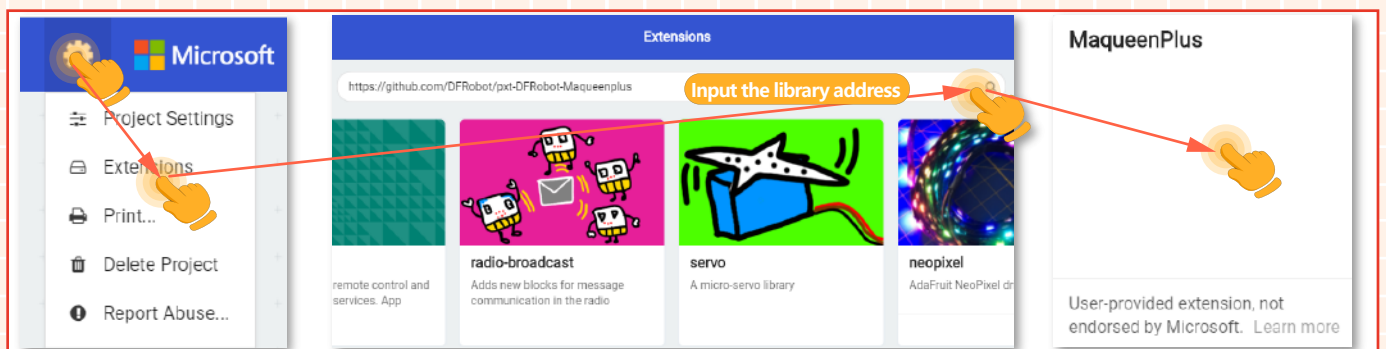 Microsoft
Project Settings
Extensions
Print...
Delete Project
Report Abuse...
Extensions
https://github.com/DFRobot/pxt-DFRobot-Maqueenplus
Input the library address
remote control and
services. App
radio-broadcast
Adds new blocks for message
communication in the radio
servo
A micro-servo library
neopixel
AdaFruit NeoPixel dr
MaqueenPlus
User-provided extension, not
endorsed by Microsoft. Learn more